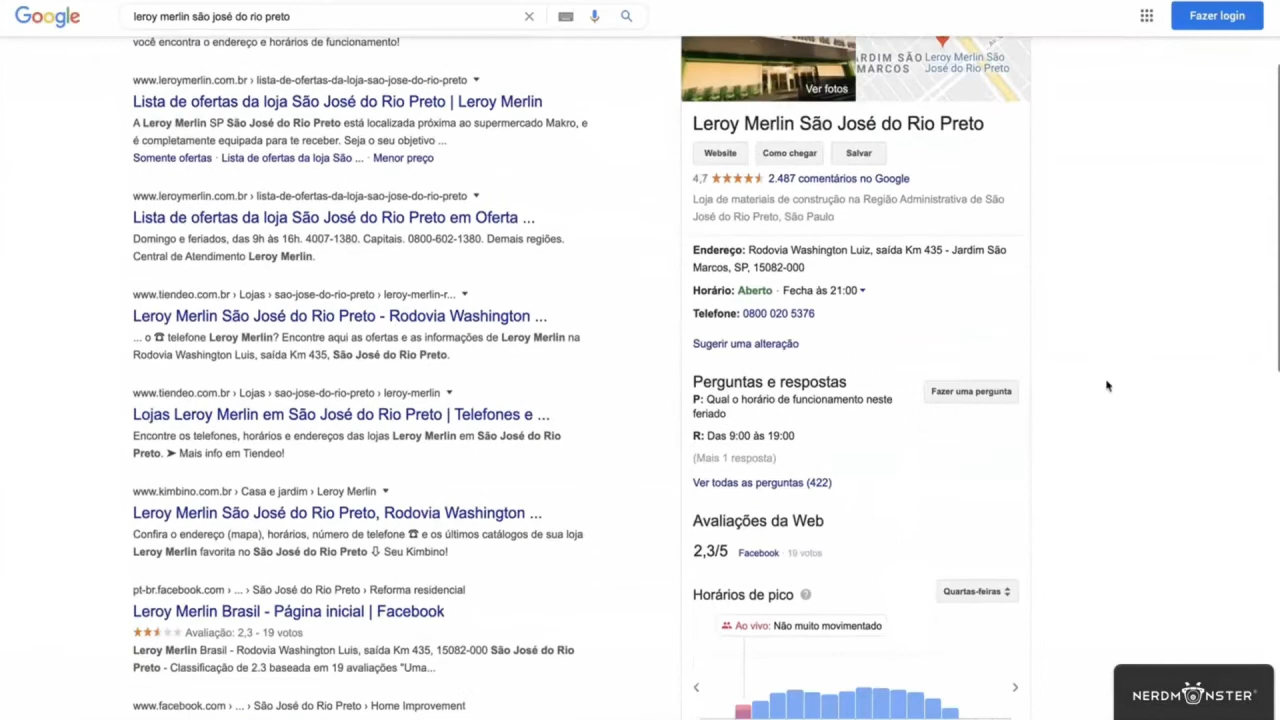 Google
leroy merlin são josé do rio preto
Fazer login
você encontra o endereço e horários de funcionamento!
www.leroymerlin.com.br › lista-de-ofertas-da-loja-sao-jose-do-rio-preto
Lista de ofertas da loja São José do Rio Preto | Leroy Merlin
A Leroy Merlin SP São José do Rio Preto está localizada próxima ao supermercado Makro, e
é completamente equipada para te receber. Seja o seu objetivo ...
Somente ofertas · Lista de ofertas da loja São ... · Menor preço
www.leroymerlin.com.br › lista-de-ofertas-da-loja-sao-jose-do-rio-preto
Lista de ofertas da loja São José do Rio Preto em Oferta ...
Domingo e feriados, das 9h às 16h. 4007-1380. Capitais. 0800-602-1380. Demais regiões.
Central de Atendimento Leroy Merlin.
www.tiendeo.com.br › Lojas › sao-jose-do-rio-preto › leroy-merlin-r...
Leroy Merlin São José do Rio Preto - Rodovia Washington ...
... o ☎ telefone Leroy Merlin? Encontre aqui as ofertas e as informações de Leroy Merlin na
Rodovia Washington Luis, saída Km 435, São José do Rio Preto.
www.tiendeo.com.br › Lojas › sao-jose-do-rio-preto › leroy-merlin
Lojas Leroy Merlin em São José do Rio Preto | Telefones e ...
Encontre os telefones, horários e endereços das lojas Leroy Merlin em São José do Rio
Preto. ➤ Mais info em Tiendeo!
www.kimbino.com.br › Casa e jardim › Leroy Merlin
Leroy Merlin São José do Rio Preto, Rodovia Washington ...
Confira o endereço (mapa), horários, número de telefone ☎ e os últimos catálogos de sua loja
Leroy Merlin favorita no São José do Rio Preto ⇩ Seu Kimbino!
pt-br.facebook.com › ... › São José do Rio Preto › Reforma residencial
Leroy Merlin Brasil - Página inicial | Facebook
Avaliação: 2,3 - 19 votos
Leroy Merlin Brasil - Rodovia Washington Luis, saída Km 435, 15082-000 São José do Rio
Preto - Classificação de 2.3 baseada em 19 avaliações "Uma...
www.facebook.com › ... › São José do Rio Preto › Home Improvement
Ver fotos
ARDIM SÃO
MARCOS
Leroy Merlin São
José do Rio Preto
Leroy Merlin São José do Rio Preto
Website
Como chegar
Salvar
4,7 2.487 comentários no Google
Loja de materiais de construção na Região Administrativa de São
José do Rio Preto, São Paulo
Endereço: Rodovia Washington Luiz, saída Km 435 - Jardim São
Marcos, SP, 15082-000
Horário: Aberto · Fecha às 21:00
Telefone: 0800 020 5376
Sugerir uma alteração
Perguntas e respostas
Fazer uma pergunta
P: Qual o horário de funcionamento neste
feriado
R: Das 9:00 às 19:00
(Mais 1 resposta)
Ver todas as perguntas (422)
Avaliações da Web
2,3/5 Facebook · 19 votos
Horários de pico
Quartas-feiras
Ao vivo: Não muito movimentado
NERDMONSTER